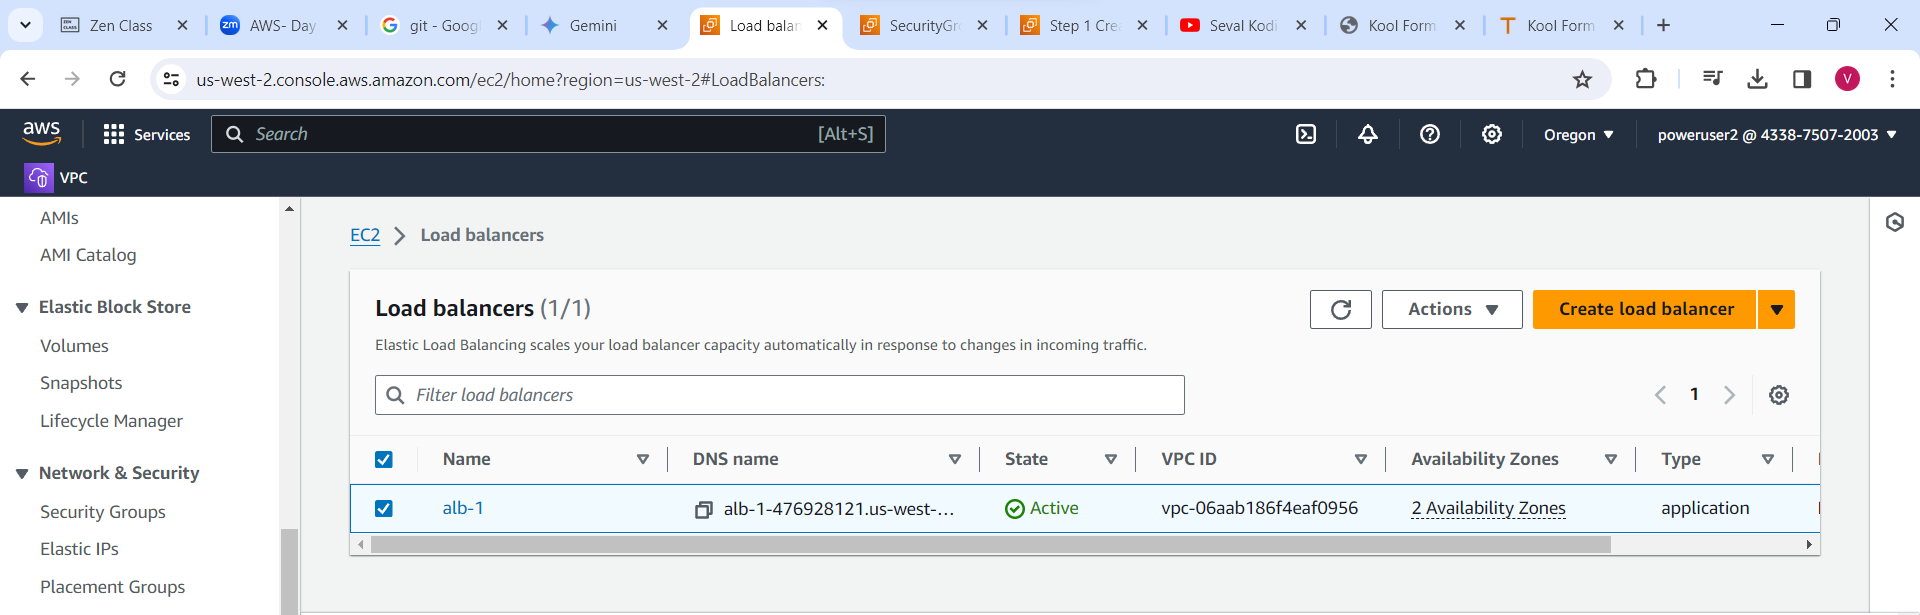 Zen Class
zm AWS- Day
git - Goog
Gemini
Load balan
SecurityGr
Step 1 Cre
Seval Kodi
Kool Form
Kool Form
us-west-2.console.aws.amazon.com/ec2/home?region=us-west-2#LoadBalancers:
V
aws
Services
Search
[Alt+S]
Oregon
poweruser2 @ 4338-7507-2003
VPC
AMIs
AMI Catalog
Elastic Block Store
Volumes
Snapshots
Lifecycle Manager
Network & Security
Security Groups
Elastic IPs
Placement Groups
EC2 > Load balancers
Load balancers (1/1)
Actions
Create load balancer
Elastic Load Balancing scales your load balancer capacity automatically in response to changes in incoming traffic.
Filter load balancers
1
Name DNS name State VPC ID Availability Zones Type
alb-1 alb-1-476928121.us-west-... Active vpc-06aab186f4eaf0956 2 Availability Zones application